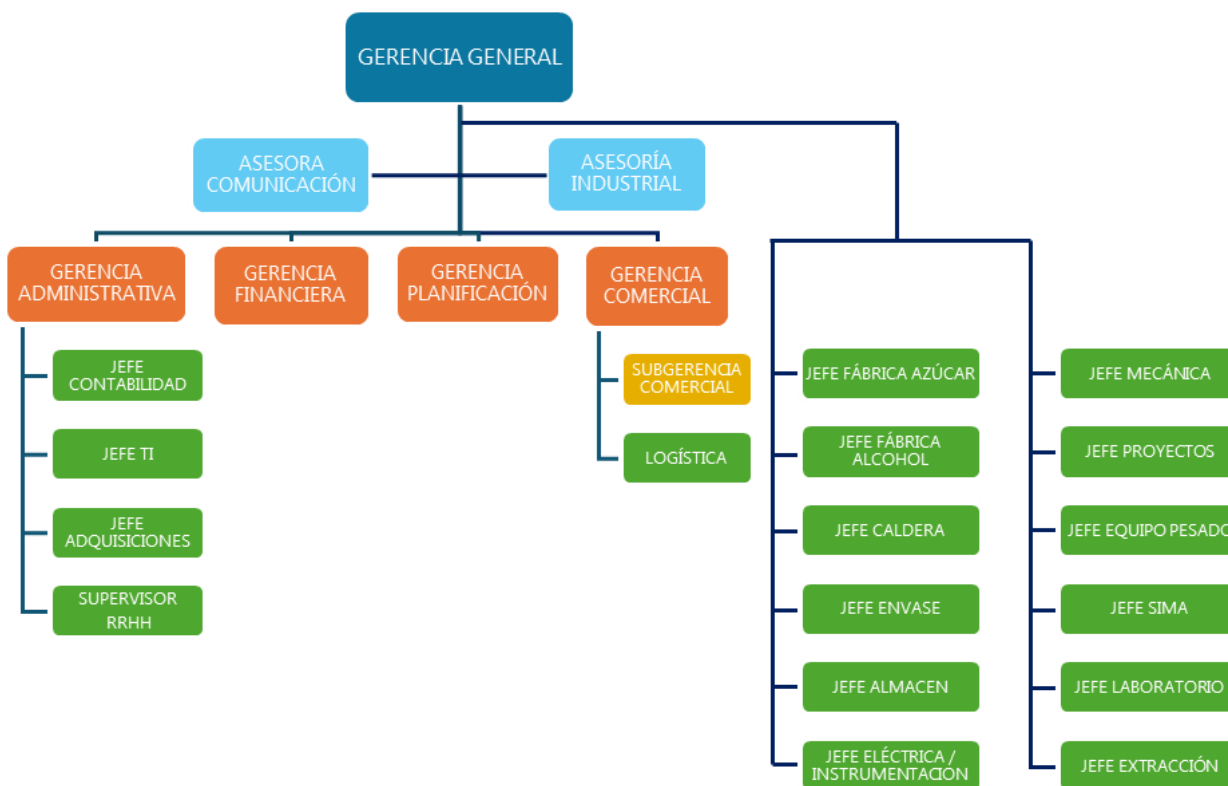 GERENCIA GENERAL
ASESORA
COMUNICACIÓN
ASESORÍA
INDUSTRIAL
GERENCIA
ADMINISTRATIVA
GERENCIA
FINANCIERA
GERENCIA
PLANIFICACIÓN
GERENCIA
COMERCIAL
JEFE
CONTABILIDAD
JEFE TI
JEFE
ADQUISICIONES
SUPERVISOR
RRHH
SUBGERENCIA
COMERCIAL
LOGÍSTICA
JEFE FÁBRICA AZÚCAR
JEFE FÁBRICA
ALCOHOL
JEFE CALDERA
JEFE ENVASE
JEFE ALMACEN
JEFE ELÉCTRICA /
INSTRUMENTACIÓN
JEFE MECÁNICA
JEFE PROYECTOS
JEFE EQUIPO PESADO
JEFE SIMA
JEFE LABORATORIO
JEFE EXTRACCIÓN